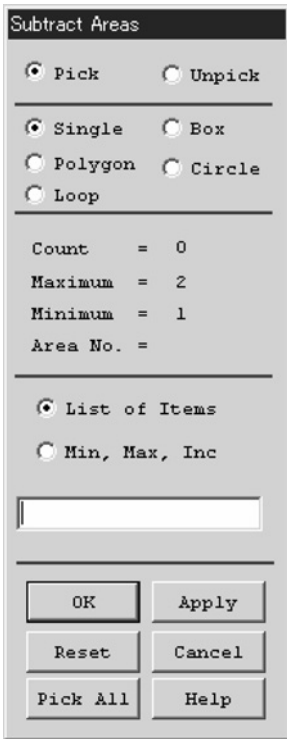 Subtract Areas
Pick Unpick
Single Box
Polygon Circle
Loop
Count = 0
Maximum = 2
Minimum = 1
Area No. =
List of Items
Min, Max, Inc
OK Apply
Reset Cancel
Pick All Help